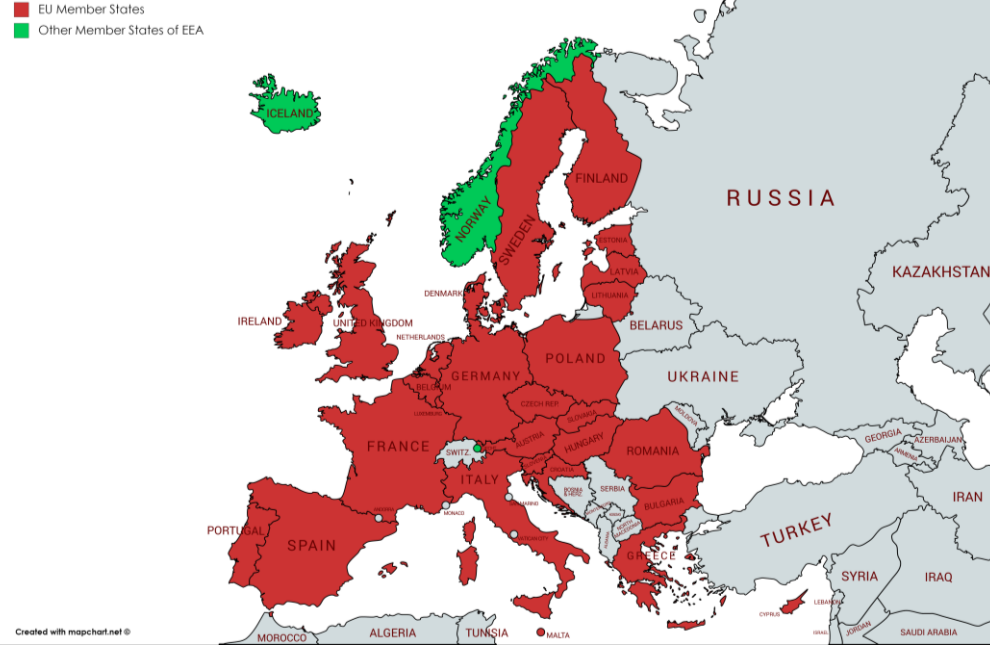 EU Member States
Other Member States of EEA
ICELAND
NORWAY
SWEDEN
FINLAND
RUSSIA
ESTONIA
LATVIA
LITHUANIA
KAZAKHSTAN
DENMARK
IRELAND
UNITED KINGDOM
NETHERLANDS
BELARUS
POLAND
GERMANY
UKRAINE
BELGIUM
LUXEMBURG
CZECH REP.
SLOVAKIA
MOLDOVA
FRANCE
SWITZ.
AUSTRIA
HUNGARY
ROMANIA
GEORGIA
AZERBAIJAN
ARMENIA
CROATIA
ITALY
BOSNIA
& HERZ.
SERBIA
BULGARIA
IRAN
SAN MARINO
MONACO
ANDORRA
PORTUGAL
SPAIN
VATICAN CITY
NORTH
MACEDONIA
GREECE
TURKEY
SYRIA
IRAQ
CYPRUS
LEBANON
ISRAEL
JORDAN
SAUDI ARABIA
MOROCCO
ALGERIA
TUNISIA
MALTA
Created with mapchart.net ©